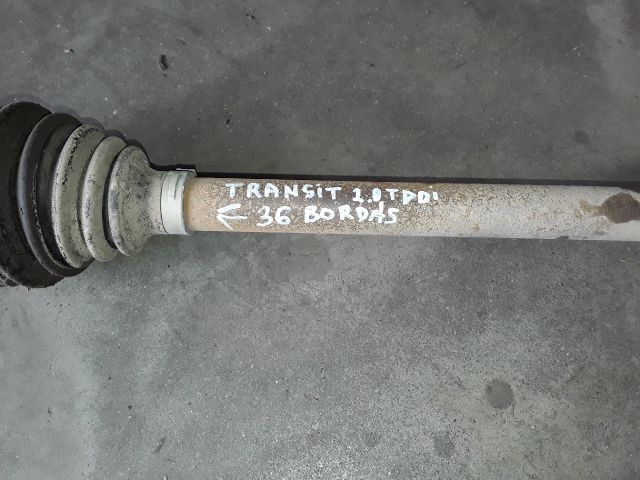 TRANSIT 2.0TDDi
← 36 BORDAS